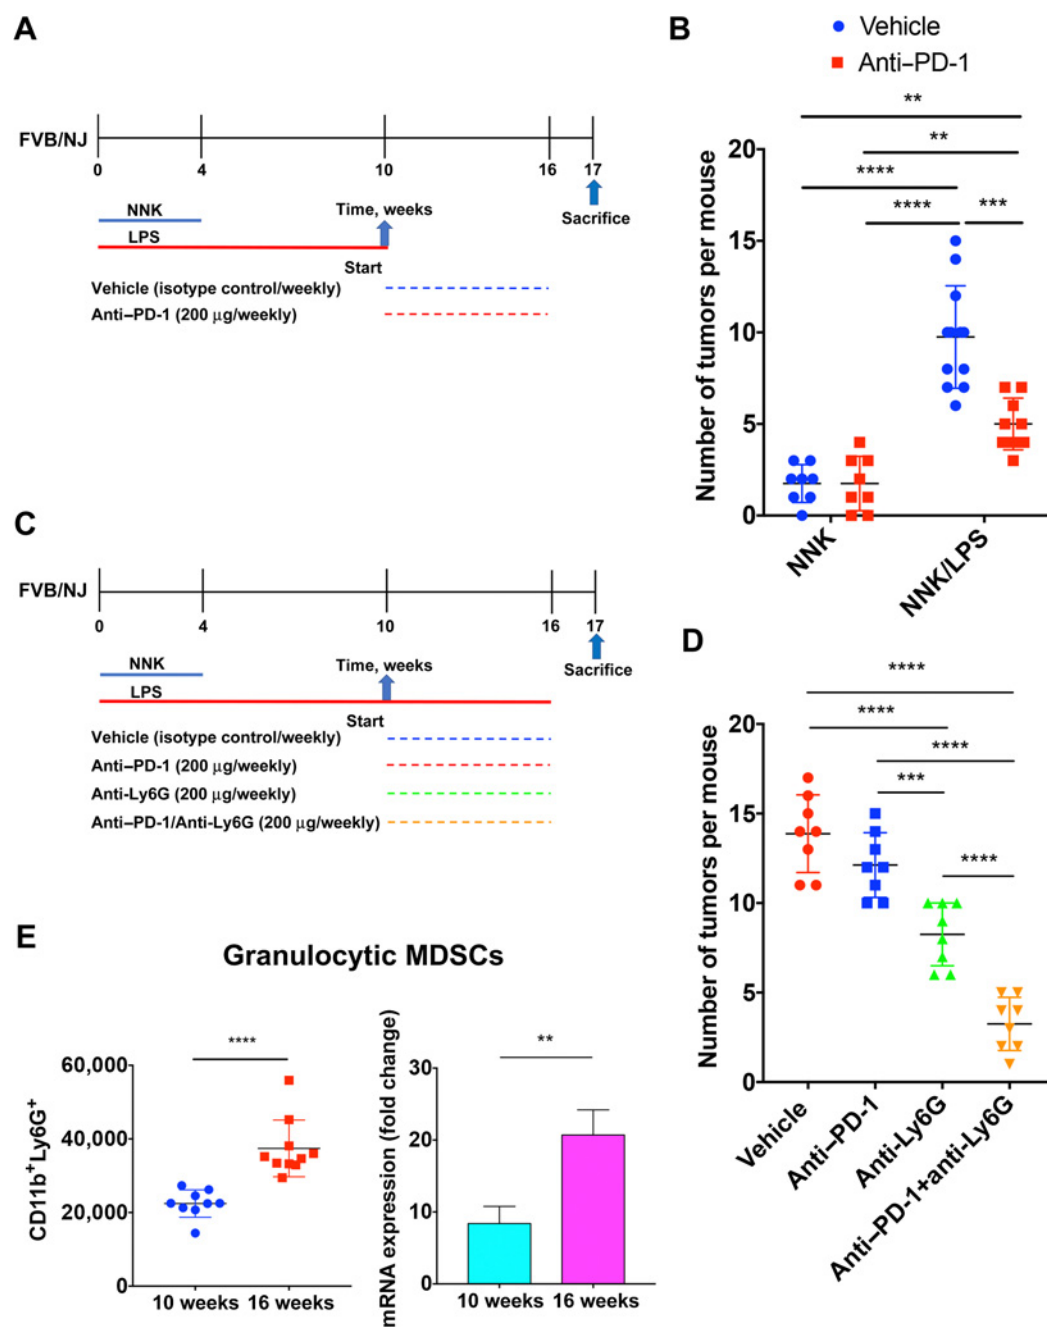 A
FVB/NJ
0 4 10 16 17
NNK
Time, weeks
Sacrifice
LPS
Start
Vehicle (isotype control/weekly)
Anti–PD-1 (200 μg/weekly)
B
Vehicle
Anti–PD-1
Number of tumors per mouse
20
15
10
5
0
**
**
****
**** ***
NNK
NNK/LPS
C
FVB/NJ
0 4 10 16 17
NNK
Time, weeks
Sacrifice
LPS
Start
Vehicle (isotype control/weekly)
Anti–PD-1 (200 μg/weekly)
Anti-Ly6G (200 μg/weekly)
Anti–PD-1/Anti-Ly6G (200 μg/weekly)
D
Number of tumors per mouse
20
15
10
5
0
****
****
****
***
****
Vehicle
Anti–PD-1
Anti-Ly6G
Anti–PD-1+anti-Ly6G
E
Granulocytic MDSCs
CD11b+Ly6G+
60,000
40,000
20,000
0
****
10 weeks 16 weeks
mRNA expression (fold change)
30
20
10
0
**
10 weeks 16 weeks